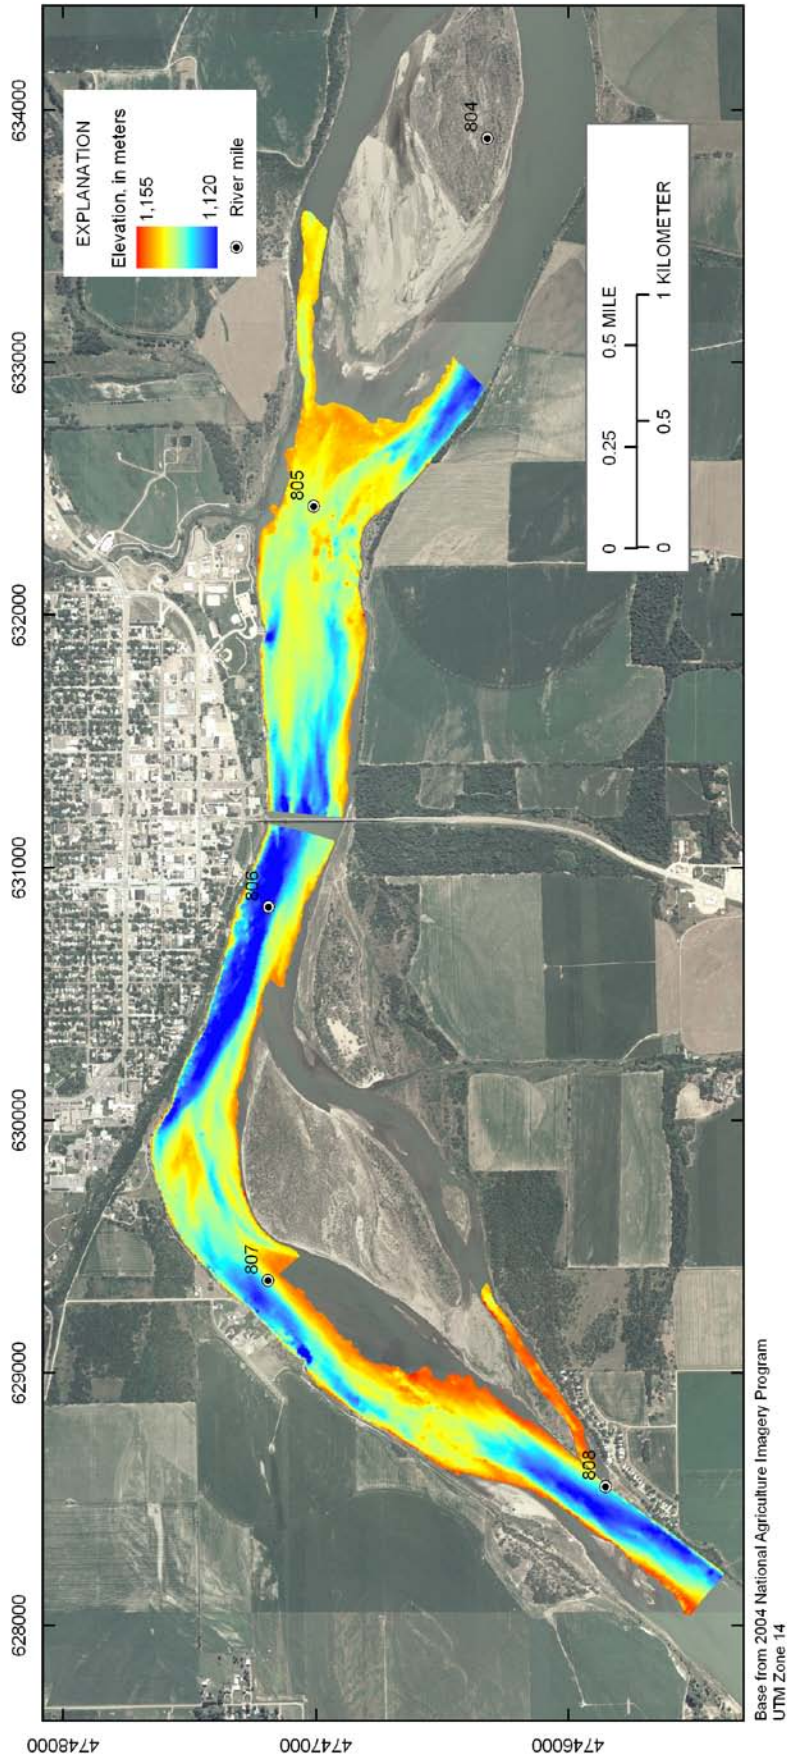 EXPLANATION
Elevation, in meters
1,155
1,120
River mile
628000
629000
630000
631000
632000
633000
634000
4748000
4747000
4746000
808
807
806
805
804
0 0.25 0.5 MILE
0 0.5 1 KILOMETER
Base from 2004 National Agriculture Imagery Program
UTM Zone 14